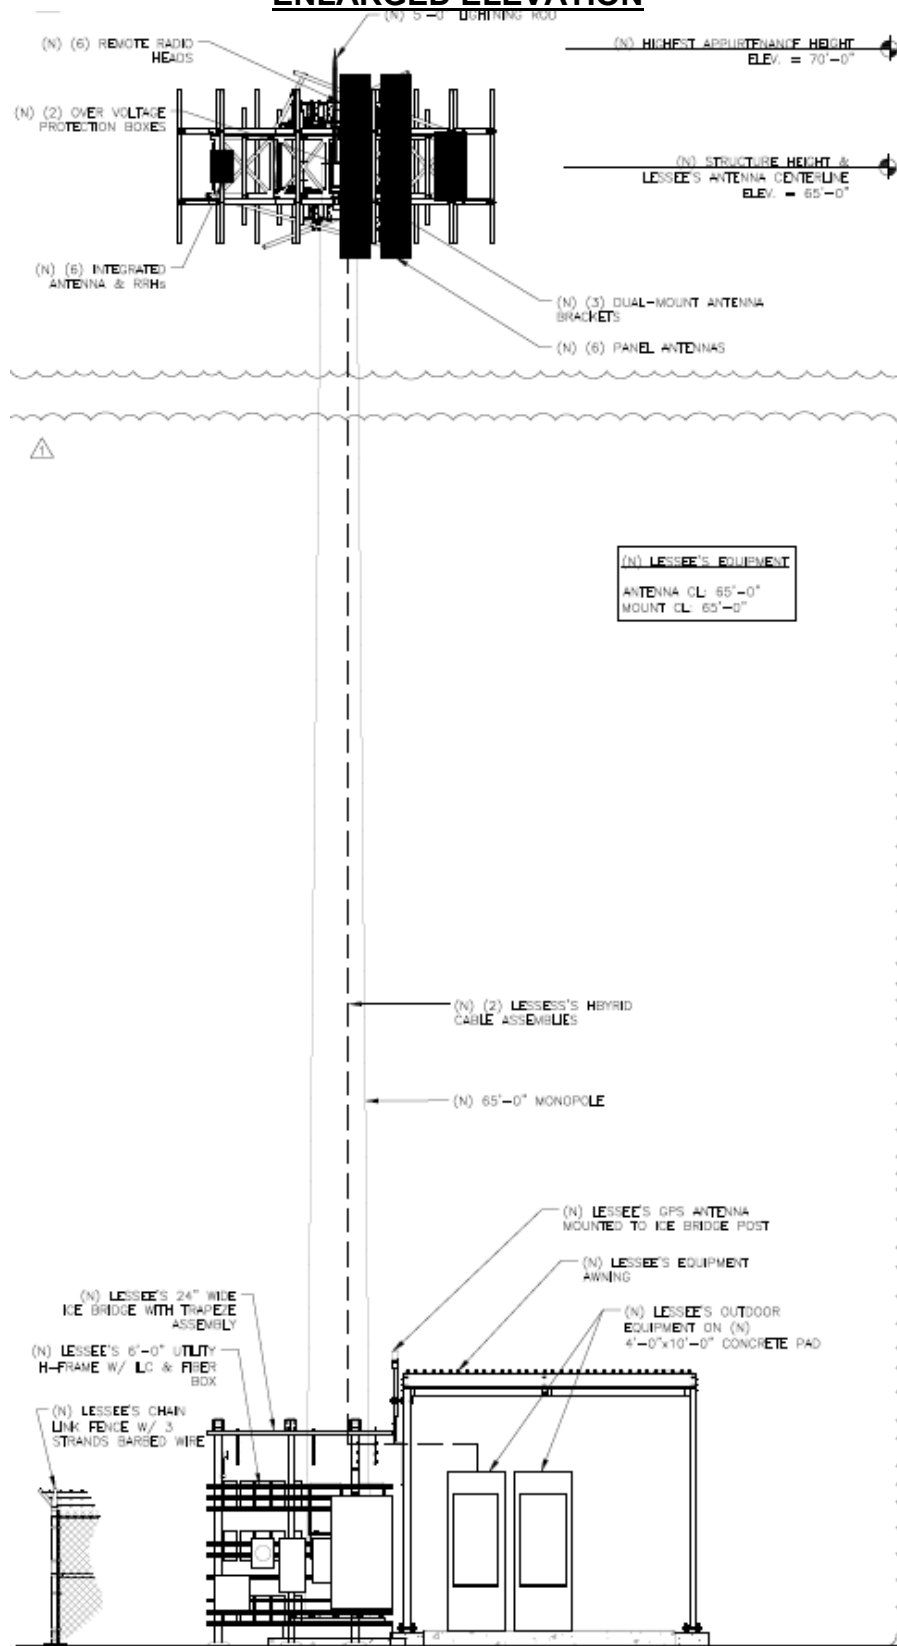 ENLARGED ELEVATION
(N) 5'-0" LIGHTNING ROD
(N) (6) REMOTE RADIO
HEADS
(N) HIGHEST APPURTENANCE HEIGHT
ELEV. = 70'-0"
(N) (2) OVER VOLTAGE
PROTECTION BOXES
(N) STRUCTURE HEIGHT &
LESSEE'S ANTENNA CENTERLINE
ELEV. = 65'-0"
(N) (6) INTEGRATED
ANTENNA & RRHs
(N) (3) DUAL-MOUNT ANTENNA
BRACKETS
(N) (6) PANEL ANTENNAS
1
(N) LESSEE'S EQUIPMENT
ANTENNA CL: 65'-0"
MOUNT CL: 65'-0"
(N) (2) LESSESS'S HBYRID
CABLE ASSEMBLIES
(N) 65'-0" MONOPOLE
(N) LESSEE'S GPS ANTENNA
MOUNTED TO ICE BRIDGE POST
(N) LESSEE'S EQUIPMENT
AWNING
(N) LESSEE'S 24" WIDE
ICE BRIDGE WITH TRAPEZE
ASSEMBLY
(N) LESSEE'S OUTDOOR
EQUIPMENT ON (N)
4'-0"x10'-0" CONCRETE PAD
(N) LESSEE'S 6'-0" UTILITY
H-FRAME W/ ILC & FIBER
BOX
(N) LESSEE'S CHAIN
LINK FENCE W/ 3
STRANDS BARBED WIRE